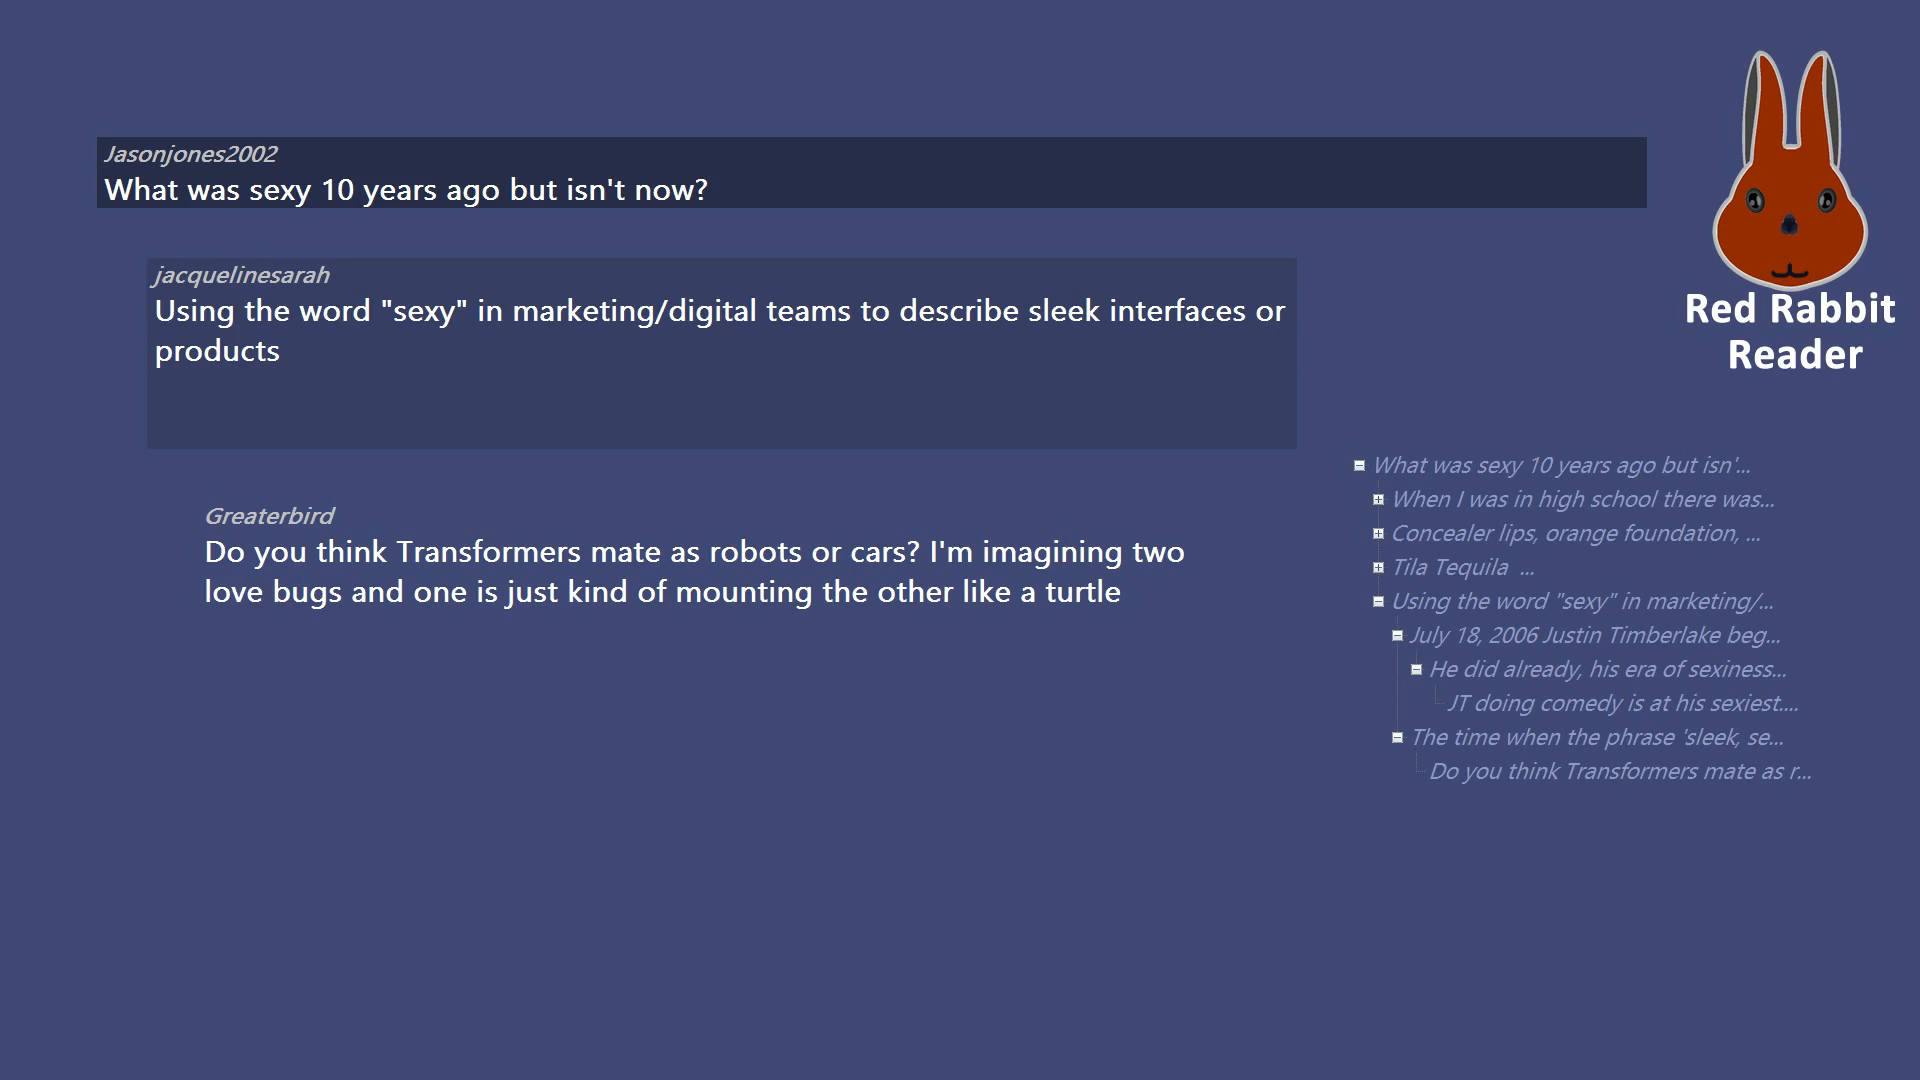 Jasonjones2002
What was sexy 10 years ago but isn't now?
jacquelinesarah
Using the word "sexy" in marketing/digital teams to describe sleek interfaces or
products
Greaterbird
Do you think Transformers mate as robots or cars? I'm imagining two
love bugs and one is just kind of mounting the other like a turtle
Red Rabbit
Reader
What was sexy 10 years ago but isn'...
When I was in high school there was...
Concealer lips, orange foundation, ...
Tila Tequila  ...
Using the word "sexy" in marketing/...
July 18, 2006 Justin Timberlake beg...
He did already, his era of sexiness...
JT doing comedy is at his sexiest....
The time when the phrase 'sleek, se...
Do you think Transformers mate as r...